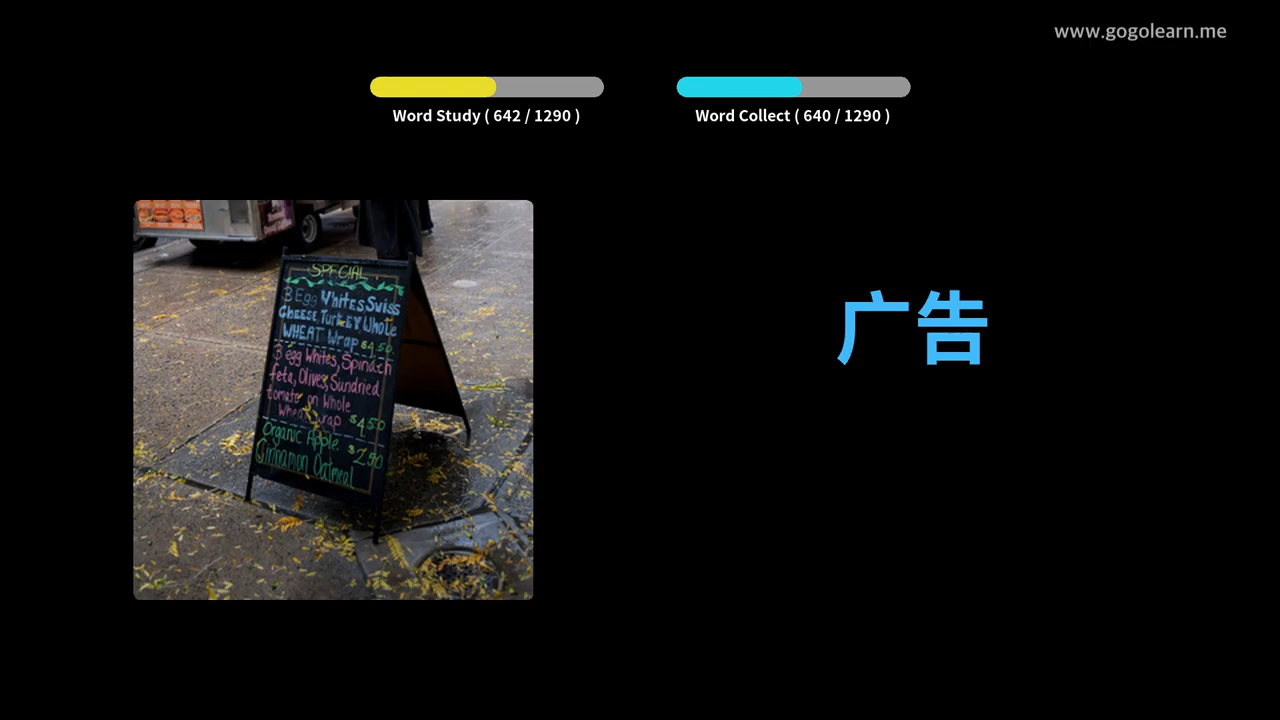 www.gogolearn.me
Word Study ( 642 / 1290 )
Word Collect ( 640 / 1290 )
SPECIAL
3 Egg Whites, Swiss
Cheese, Turkey Whole
WHEAT Wrap $4.50
3 egg Whites, Spinach
feta, Olives, Sundried
tomato on Whole
Wheat wrap $4.50
Organic Apple $2.50
Cinnamon Oatmeal
广告